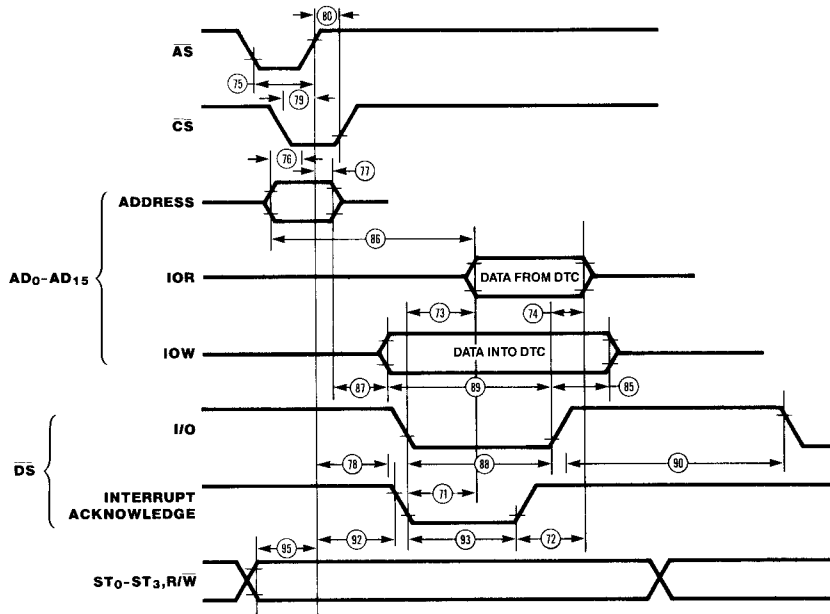 80
AS
75
79
CS
76
77
ADDRESS
86
AD0-AD15
IOR
DATA FROM DTC
73
74
IOW
DATA INTO DTC
87
89
85
I/O
DS
78
88
90
71
INTERRUPT
ACKNOWLEDGE
92
93
72
95
ST0-ST3,R/W